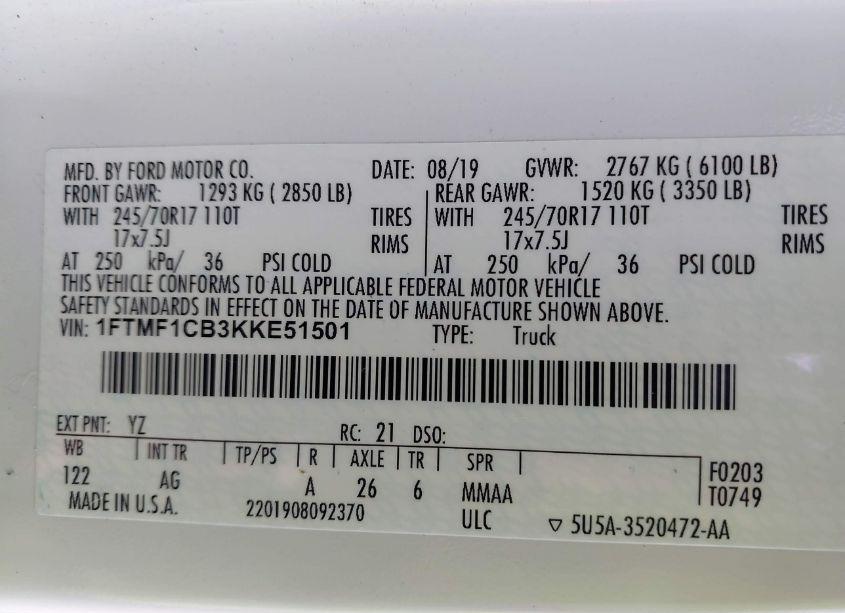 MFD. BY FORD MOTOR CO. DATE: 08/19 GVWR: 2767 KG ( 6100 LB)
FRONT GAWR: 1293 KG ( 2850 LB) REAR GAWR: 1520 KG ( 3350 LB)
WITH 245/70R17 110T TIRES WITH 245/70R17 110T TIRES
17x7.5J RIMS 17x7.5J RIMS
AT 250 kPa/ 36 PSI COLD AT 250 kPa/ 36 PSI COLD
THIS VEHICLE CONFORMS TO ALL APPLICABLE FEDERAL MOTOR VEHICLE
SAFETY STANDARDS IN EFFECT ON THE DATE OF MANUFACTURE SHOWN ABOVE.
VIN: 1FTMF1CB3KKE51501 TYPE: Truck
EXT PNT: YZ RC: 21 DSO:
WB INT TR TP/PS R AXLE TR SPR F0203
122 AG A 26 6 MMAA T0749
MADE IN U.S.A. 2201908092370 ULC ▽ 5U5A-3520472-AA